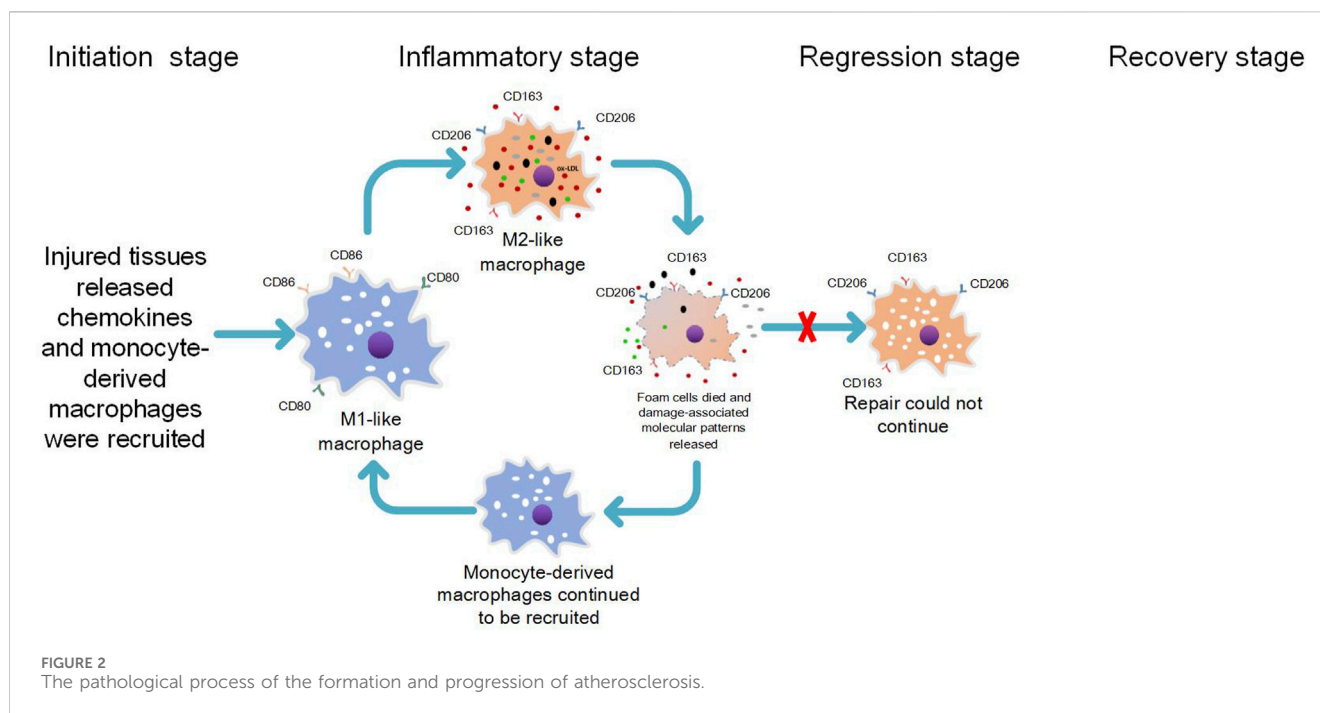 Initiation stage
Inflammatory stage
Regression stage
Recovery stage
CD163
CD206
CD206
ox-LDL
CD163
M2-like
macrophage
Injured tissues
released
chemokines
and monocyte-
derived
macrophages
were recruited
CD86
CD86
CD80
CD80
M1-like
macrophage
CD163
CD206
CD206
CD163
Foam cells died and
damage-associated
molecular patterns
released
CD163
CD206
CD206
CD163
Repair could not
continue
Monocyte-derived
macrophages continued
to be recruited
FIGURE 2
The pathological process of the formation and progression of atherosclerosis.